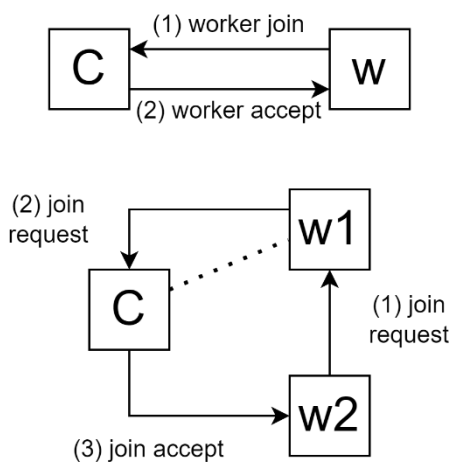 (1) worker join
C
w
(2) worker accept
(2) join
request
w1
C
(1) join
request
w2
(3) join accept